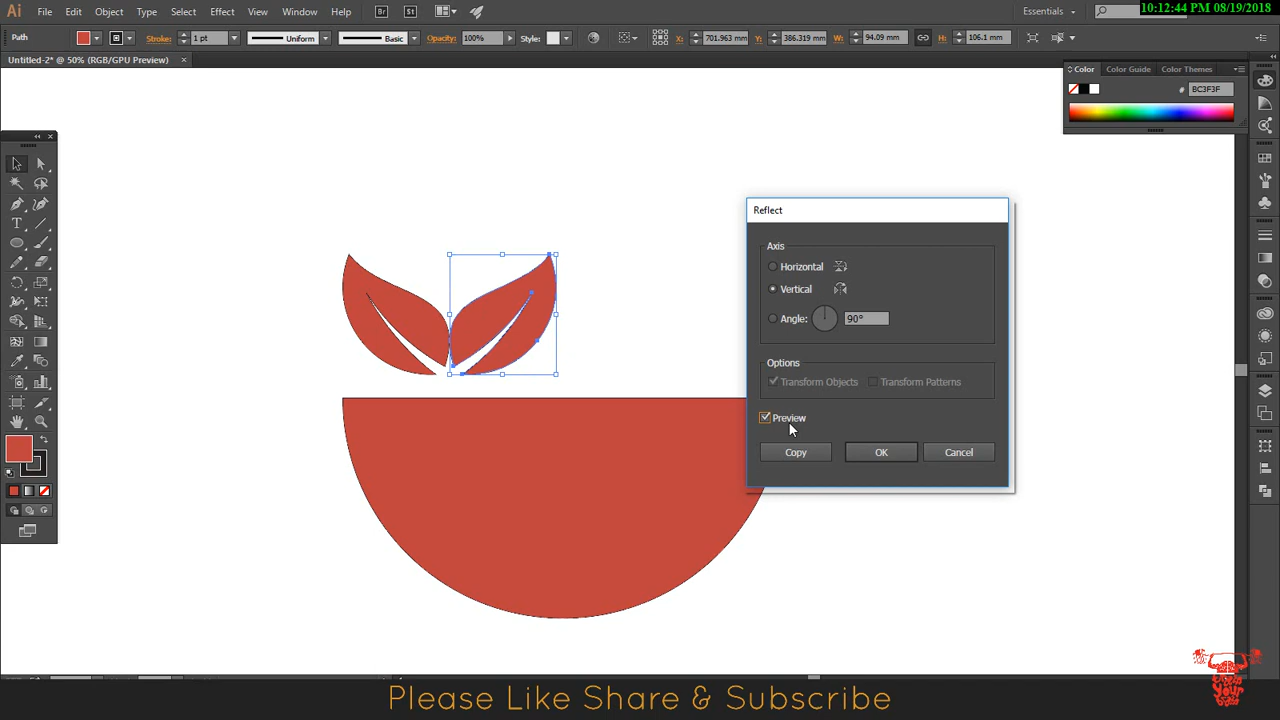 10:12:44 PM 08/19/2018
Ai File Edit Object Type Select Effect View Window Help Br St Essentials
Path Stroke: 1 pt Uniform Basic Opacity: 100% Style: X: 701.963 mm Y: 386.319 mm W: 94.09 mm H: 106.1 mm
Untitled-2* @ 50% (RGB/GPU Preview) ×
Color Color Guide Color Themes
# BC3F3F
Reflect
Axis
Horizontal
Vertical
Angle: 90°
Options
Transform Objects Transform Patterns
Preview
Copy OK Cancel
Please Like Share & Subscribe